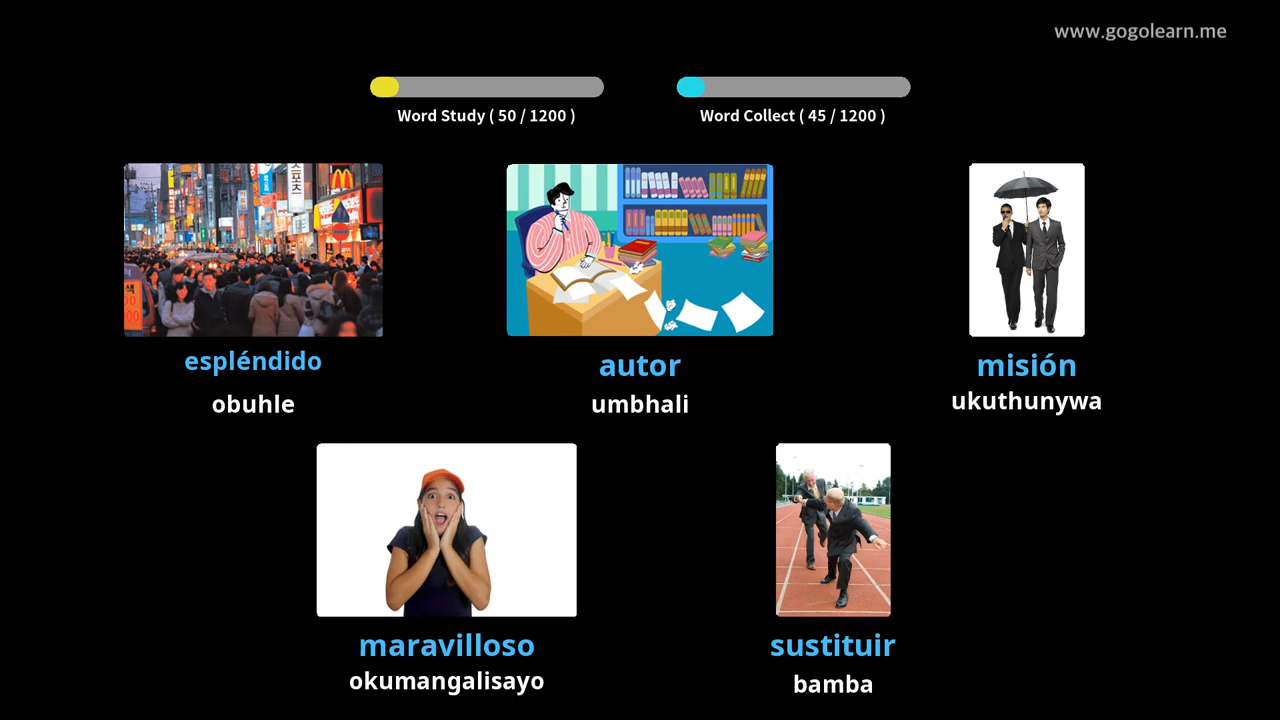 www.gogolearn.me
Word Study ( 50 / 1200 )
Word Collect ( 45 / 1200 )
espléndido
obuhle
autor
umbhali
misión
ukuthunywa
maravilloso
okumangalisayo
sustituir
bamba